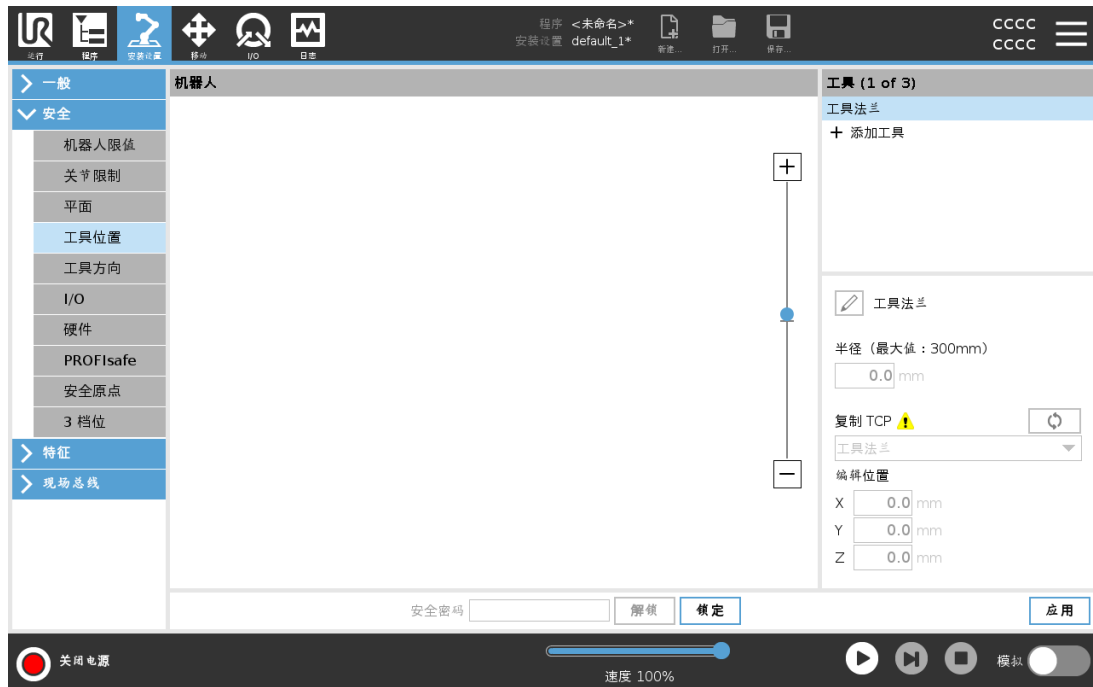 UR
运行 程序 安装设置 移动 I/O 日志
程序 <未命名>*
安装设置 default_1*
新建... 打开... 保存...
CCCC
CCCC
一般
安全
机器人限值
关节限制
平面
工具位置
工具方向
I/O
硬件
PROFIsafe
安全原点
3 档位
特征
现场总线
机器人
+
−
工具 (1 of 3)
工具法兰
+ 添加工具
工具法兰
半径（最大值：300mm）
0.0 mm
复制 TCP
工具法兰
编辑位置
X 0.0 mm
Y 0.0 mm
Z 0.0 mm
安全密码 解锁 锁定 应用
关闭电源
速度 100%
模拟